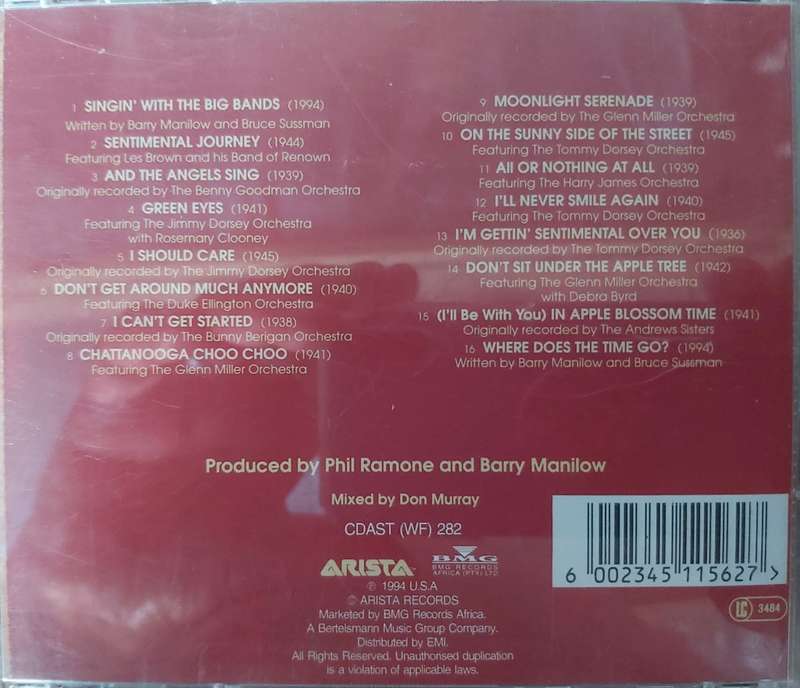 1 SINGIN' WITH THE BIG BANDS (1994)
Written by Barry Manilow and Bruce Sussman
2 SENTIMENTAL JOURNEY (1944)
Featuring Les Brown and his Band of Renown
3 AND THE ANGELS SING (1939)
Originally recorded by The Benny Goodman Orchestra
4 GREEN EYES (1941)
Featuring The Jimmy Dorsey Orchestra
with Rosemary Clooney
5 I SHOULD CARE (1945)
Originally recorded by The Jimmy Dorsey Orchestra
6 DON'T GET AROUND MUCH ANYMORE (1940)
Featuring The Duke Ellington Orchestra
7 I CAN'T GET STARTED (1938)
Originally recorded by The Bunny Berigan Orchestra
8 CHATTANOOGA CHOO CHOO (1941)
Featuring The Glenn Miller Orchestra
9 MOONLIGHT SERENADE (1939)
Originally recorded by The Glenn Miller Orchestra
10 ON THE SUNNY SIDE OF THE STREET (1945)
Featuring The Tommy Dorsey Orchestra
11 All OR NOTHING AT ALL (1939)
Featuring The Harry James Orchestra
12 I'LL NEVER SMILE AGAIN (1940)
Featuring The Tommy Dorsey Orchestra
13 I'M GETTIN' SENTIMENTAL OVER YOU (1936)
Originally recorded by The Tommy Dorsey Orchestra
14 DON'T SIT UNDER THE APPLE TREE (1942)
Featuring The Glenn Miller Orchestra
with Debra Byrd
15 (I'll Be With You) IN APPLE BLOSSOM TIME (1941)
Originally recorded by The Andrews Sisters
16 WHERE DOES THE TIME GO? (1994)
Written by Barry Manilow and Bruce Sussman
Produced by Phil Ramone and Barry Manilow
Mixed by Don Murray
CDAST (WF) 282
ARISTA™ BMG
BMG RECORDS
AFRICA (PTY) LTD
℗ 1994 U.S.A
© ARISTA RECORDS
Marketed by BMG Records Africa.
A Bertelsmann Music Group Company.
Distributed by EMI.
All Rights Reserved. Unauthorised duplication
is a violation of applicable laws.
6 002345 115627 >
LC 3484